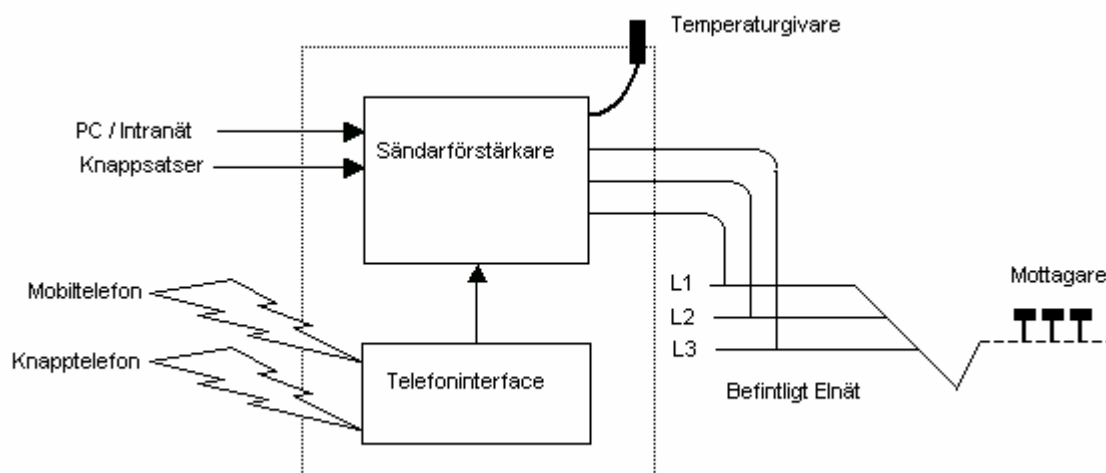 Temperaturgivare
PC / Intranät
Knappsatser
Sändarförstärkare
Mobiltelefon
Knapptelefon
Telefoninterface
L1
L2
L3
Befintligt Elnät
Mottagare